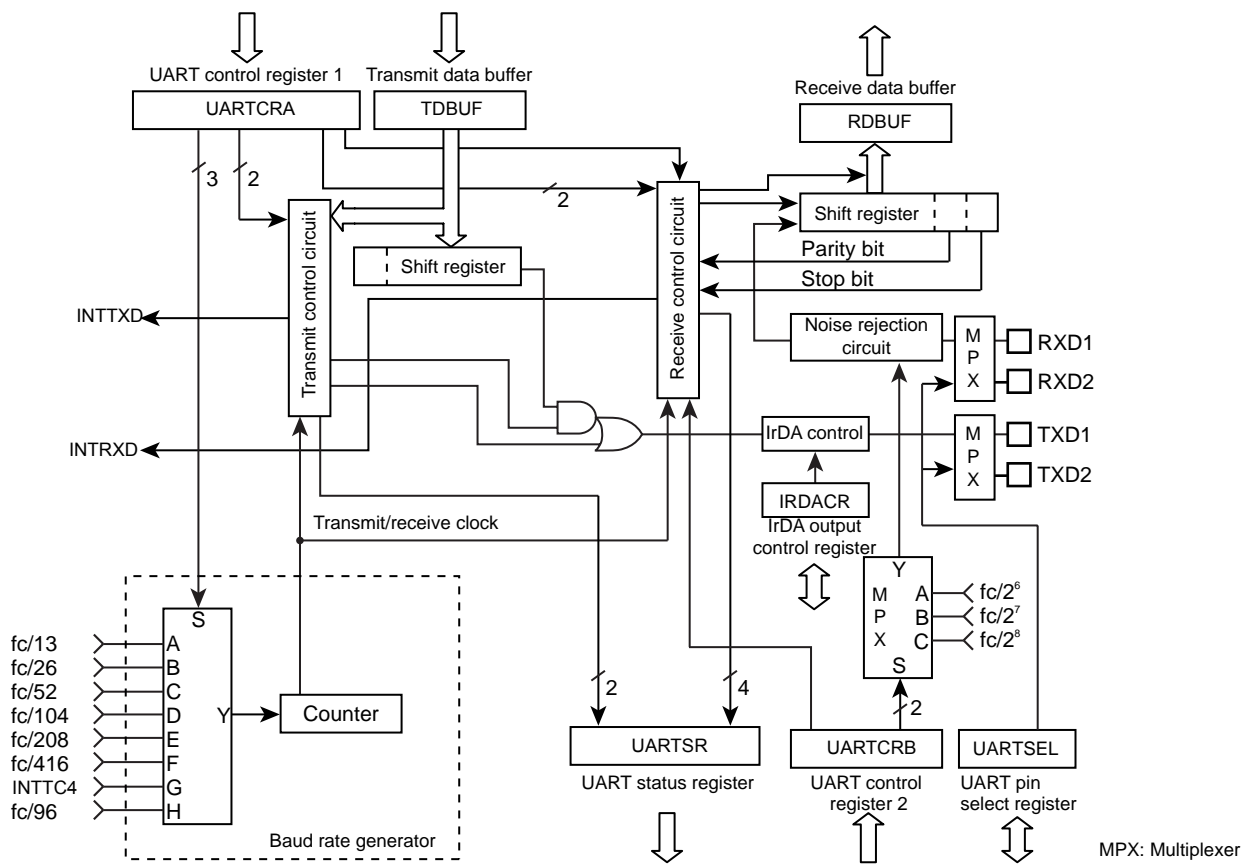 UART control register 1
UARTCRA
Transmit data buffer
TDBUF
Receive data buffer
RDBUF
3
2
2
Transmit control circuit
Shift register
Receive control circuit
Shift register
Parity bit
Stop bit
INTTXD
INTRXD
Noise rejection
circuit
M
P
X
RXD1
RXD2
IrDA control
M
P
X
TXD1
TXD2
IRDACR
IrDA output
control register
Transmit/receive clock
Y
M
P
X
A
B
C
S
fc/2⁶
fc/2⁷
fc/2⁸
2
fc/13
fc/26
fc/52
fc/104
fc/208
fc/416
INTTC4
fc/96
S
A
B
C
D
E
F
G
H
Y
Counter
Baud rate generator
2
4
UARTSR
UART status register
UARTCRB
UART control
register 2
UARTSEL
UART pin
select register
MPX: Multiplexer